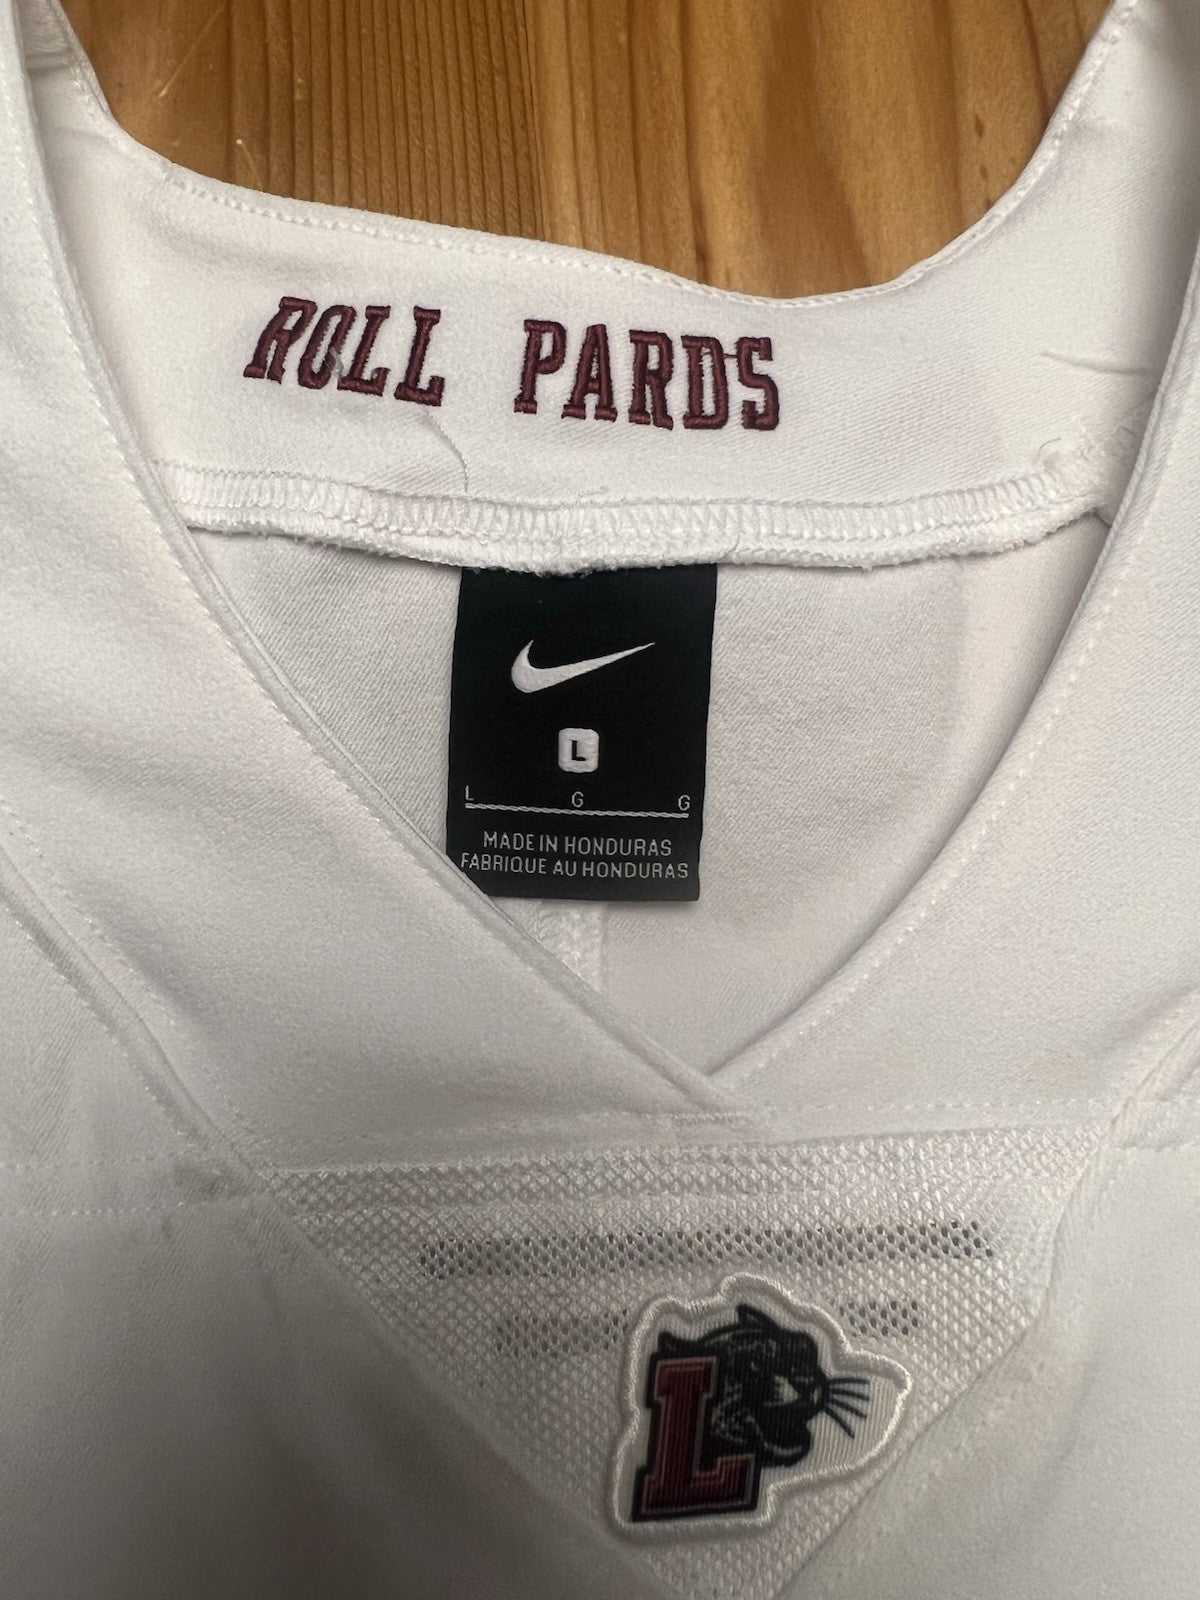 ROLL PARDS
L
L G G
MADE IN HONDURAS
FABRIQUE AU HONDURAS
L